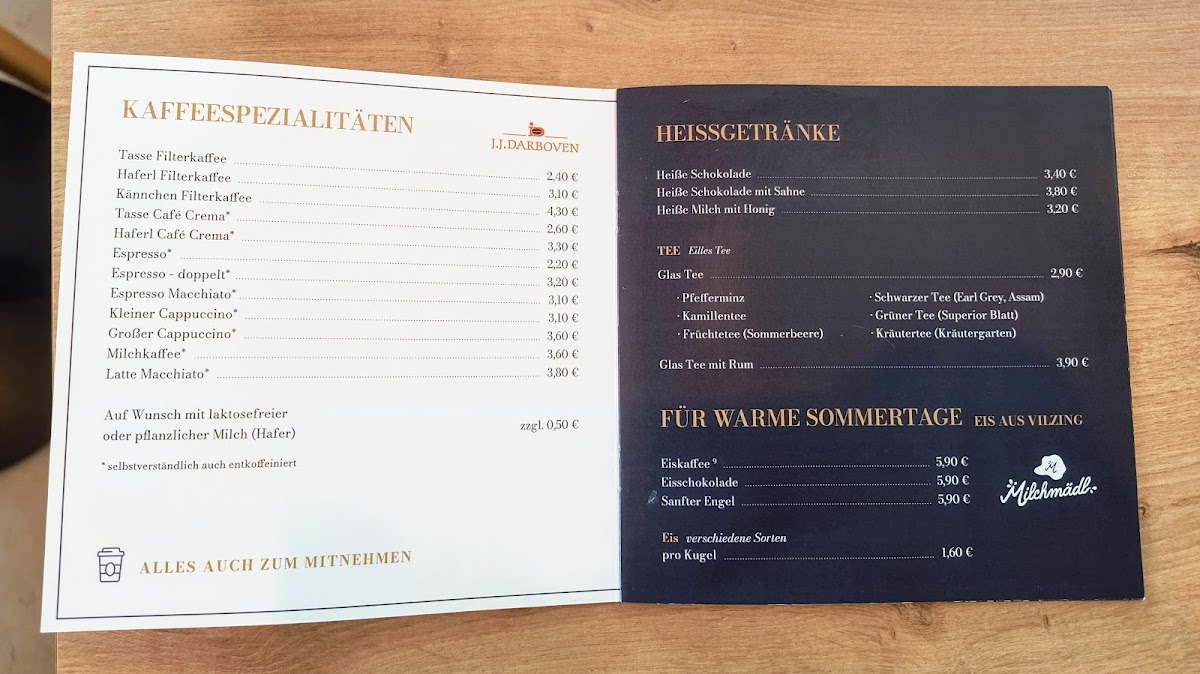 KAFFEESPEZIALITÄTEN
J.J.DARBOVEN
Tasse Filterkaffee 2,40 €
Haferl Filterkaffee 3,10 €
Kännchen Filterkaffee 4,30 €
Tasse Café Crema* 2,60 €
Haferl Café Crema* 3,30 €
Espresso* 2,20 €
Espresso - doppelt* 3,20 €
Espresso Macchiato* 3,10 €
Kleiner Cappuccino* 3,10 €
Großer Cappuccino* 3,60 €
Milchkaffee* 3,60 €
Latte Macchiato* 3,80 €
Auf Wunsch mit laktosefreier
oder pflanzlicher Milch (Hafer) zzgl. 0,50 €
* selbstverständlich auch entkoffeiniert
ALLES AUCH ZUM MITNEHMEN
HEISSGETRÄNKE
Heiße Schokolade 3,40 €
Heiße Schokolade mit Sahne 3,80 €
Heiße Milch mit Honig 3,20 €
TEE Eilles Tee
Glas Tee 2,90 €
· Pfefferminz · Schwarzer Tee (Earl Grey, Assam)
· Kamillentee · Grüner Tee (Superior Blatt)
· Früchtetee (Sommerbeere) · Kräutertee (Kräutergarten)
Glas Tee mit Rum 3,90 €
FÜR WARME SOMMERTAGE EIS AUS VILZING
Eiskaffee ⁹ 5,90 €
Eisschokolade 5,90 €
Sanfter Engel 5,90 €
M
Milchmädl
Eis verschiedene Sorten
pro Kugel 1,60 €